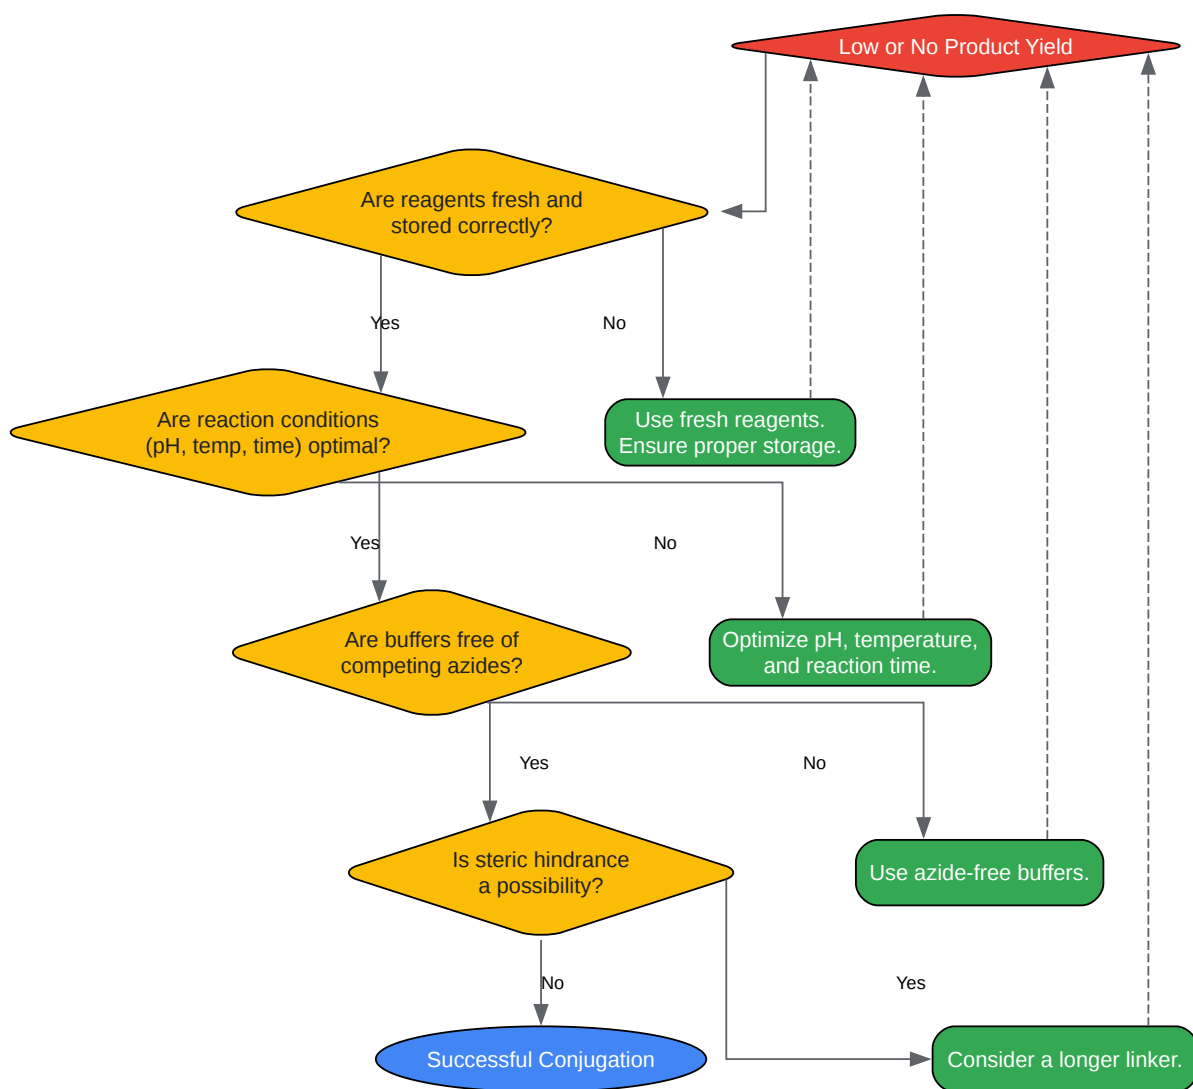 Low or No Product Yield
Are reagents fresh and
stored correctly?
Yes
No
Are reaction conditions
(pH, temp, time) optimal?
Use fresh reagents.
Ensure proper storage.
Yes
No
Are buffers free of
competing azides?
Optimize pH, temperature,
and reaction time.
Yes
No
Is steric hindrance
a possibility?
Use azide-free buffers.
No
Yes
Successful Conjugation
Consider a longer linker.